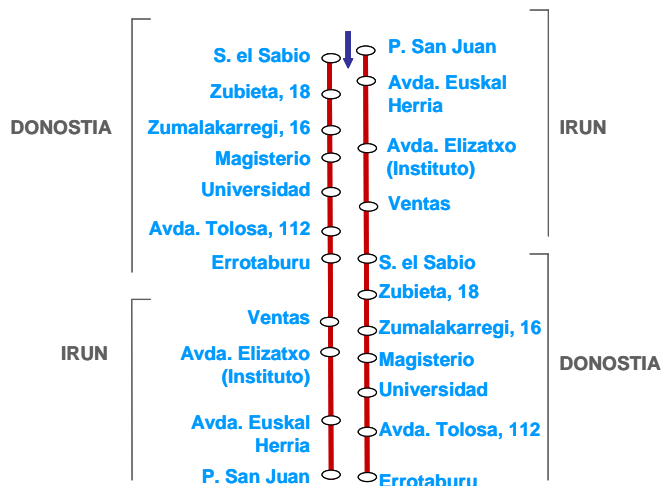 DONOSTIA
S. el Sabio
Zubieta, 18
Zumalakarregi, 16
Magisterio
Universidad
Avda. Tolosa, 112
Errotaburu
IRUN
Ventas
Avda. Elizatxo
(Instituto)
Avda. Euskal
Herria
P. San Juan
P. San Juan
Avda. Euskal
Herria
Avda. Elizatxo
(Instituto)
Ventas
IRUN
S. el Sabio
Zubieta, 18
Zumalakarregi, 16
Magisterio
Universidad
Avda. Tolosa, 112
Errotaburu
DONOSTIA